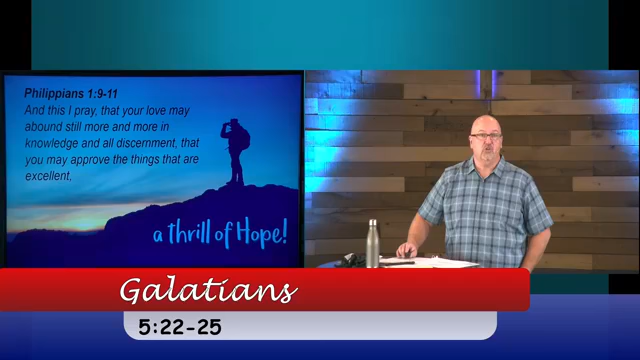 Philippians 1:9-11
And this I pray, that your love may
abound still more and more in
knowledge and all discernment, that
you may approve the things that are
excellent,
a thrill of Hope!
Galatians
5:22-25